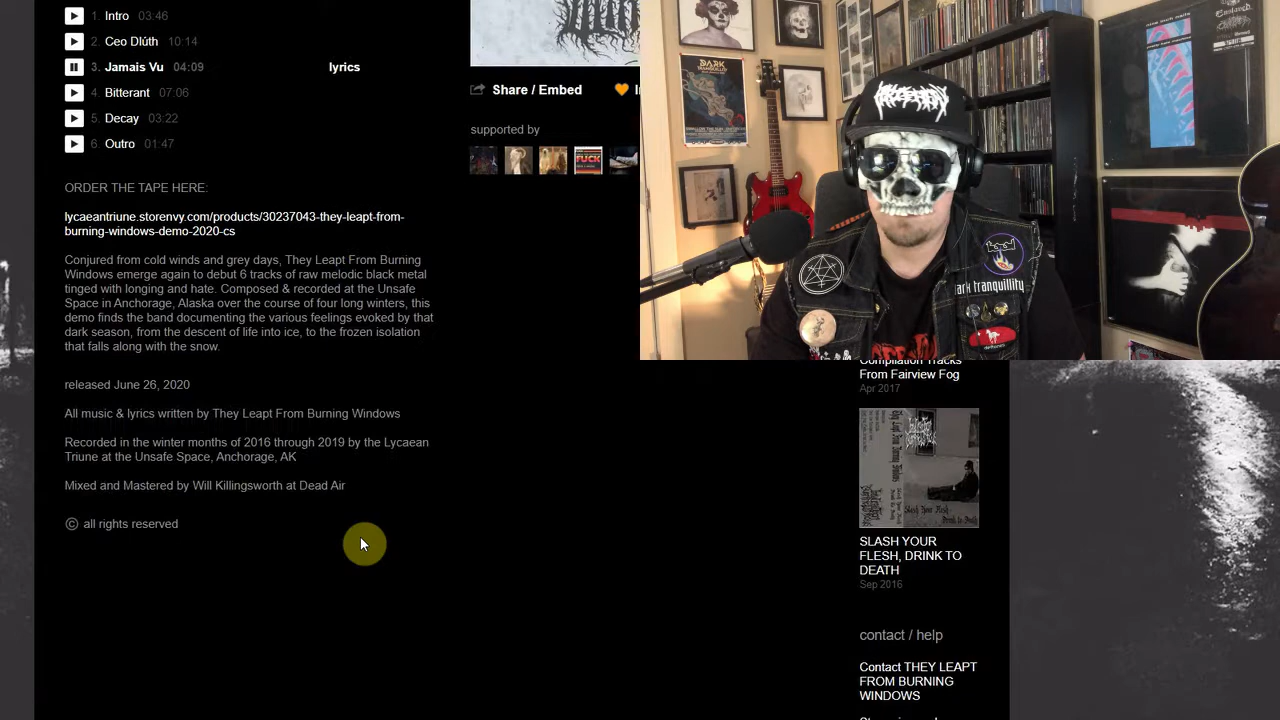 1. Intro 03:46
2. Ceo Dlúth 10:14
3. Jamais Vu 04:09 lyrics
4. Bitterant 07:06
5. Decay 03:22
6. Outro 01:47
ORDER THE TAPE HERE:
lycaeantriune.storenvy.com/products/30237043-they-leapt-from-
burning-windows-demo-2020-cs
Conjured from cold winds and grey days, They Leapt From Burning
Windows emerge again to debut 6 tracks of raw melodic black metal
tinged with longing and hate. Composed & recorded at the Unsafe
Space in Anchorage, Alaska over the course of four long winters, this
demo finds the band documenting the various feelings evoked by that
dark season, from the descent of life into ice, to the frozen isolation
that falls along with the snow.
released June 26, 2020
All music & lyrics written by They Leapt From Burning Windows
Recorded in the winter months of 2016 through 2019 by the Lycaean
Triune at the Unsafe Space, Anchorage, AK
Mixed and Mastered by Will Killingsworth at Dead Air
© all rights reserved
Share / Embed
supported by
FUCK
DARK
TRANQUILLITY
nine inch nails
dark tranquillity
deftones
Compilation Tracks
From Fairview Fog
Apr 2017
SLASH YOUR
FLESH, DRINK TO
DEATH
Sep 2016
contact / help
Contact THEY LEAPT
FROM BURNING
WINDOWS